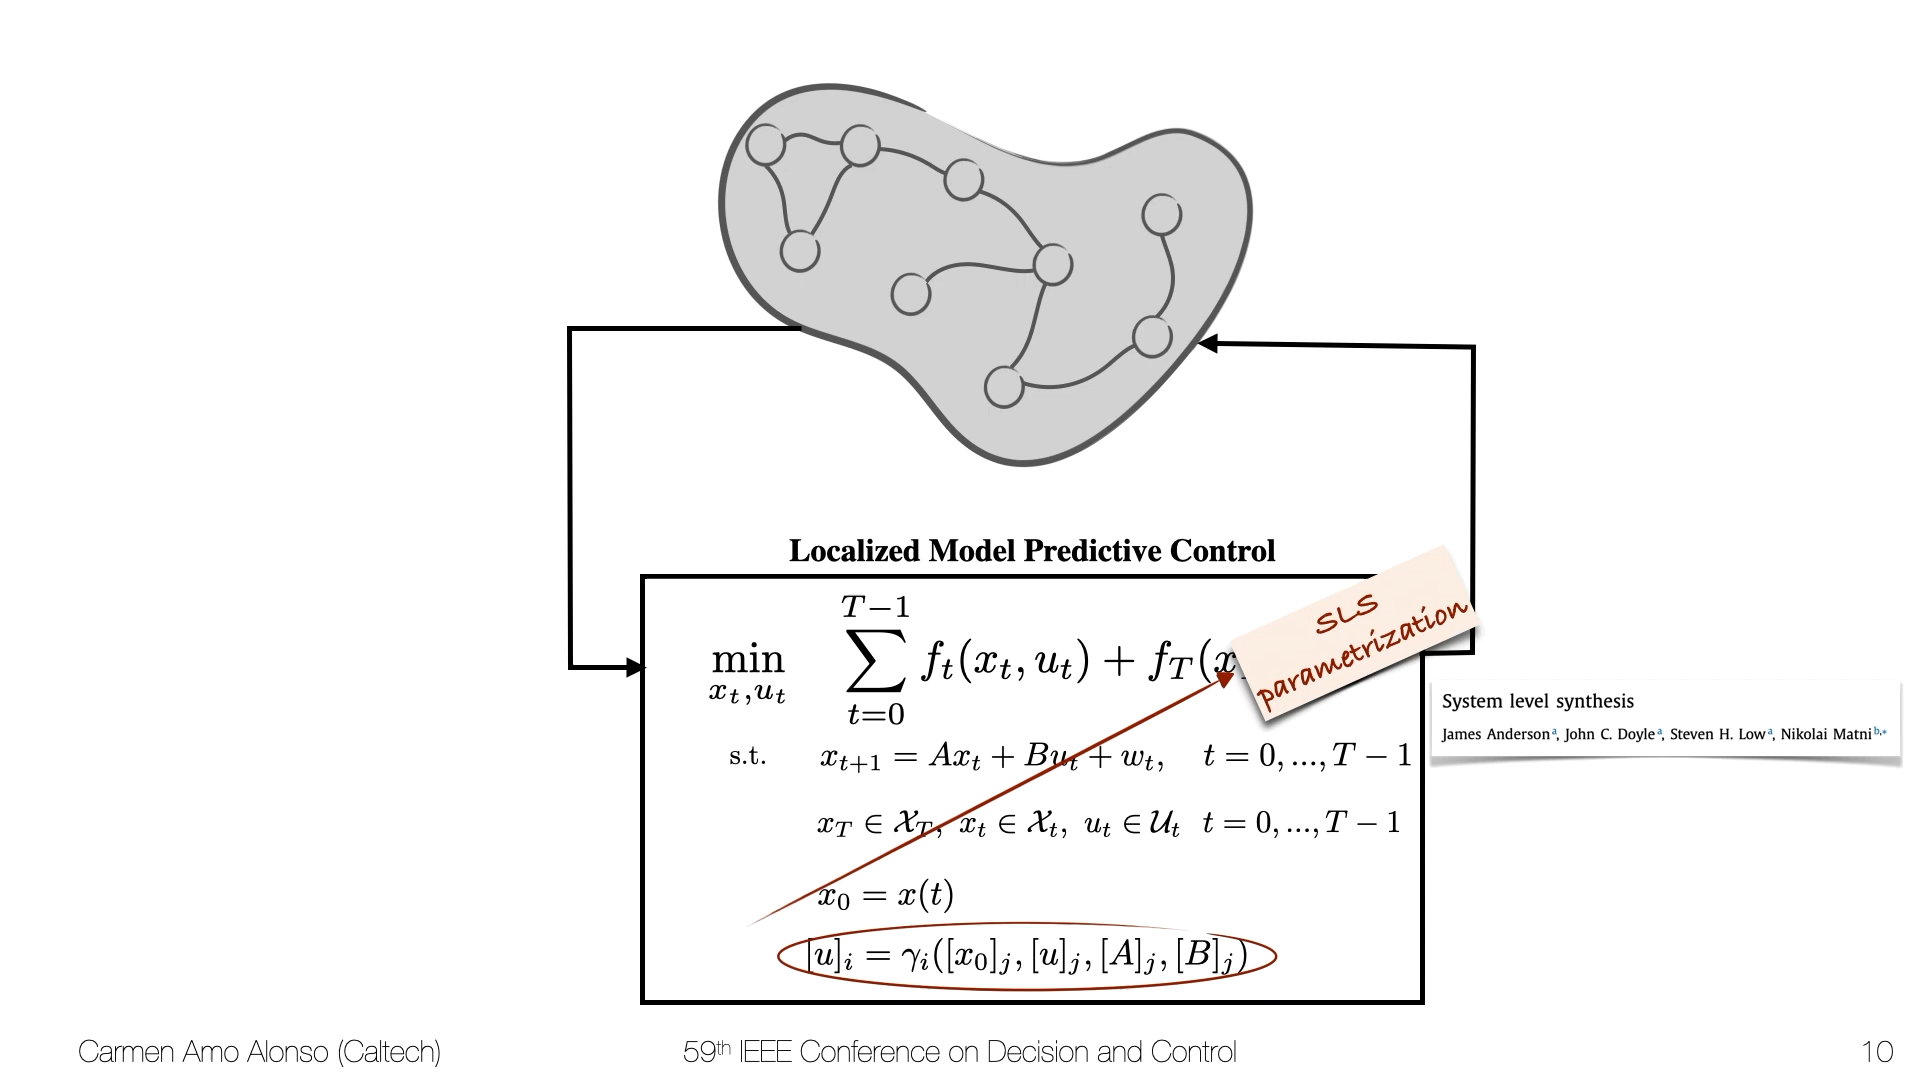 Localized Model Predictive Control
T−1
min ∑ f_t(x_t, u_t) + f_T(x
x_t,u_t
t=0
SLS
parametrization
System level synthesis
James Anderson a, John C. Doyle a, Steven H. Low a, Nikolai Matni b,*
s.t. x_{t+1} = Ax_t + Bu_t + w_t, t = 0, ..., T − 1
x_T ∈ 𝒳_T, x_t ∈ 𝒳_t, u_t ∈ 𝒰_t t = 0, ..., T − 1
x_0 = x(t)
[u]_i = γ_i([x_0]_j, [u]_j, [A]_j, [B]_j)
Carmen Amo Alonso (Caltech)
59th IEEE Conference on Decision and Control
10